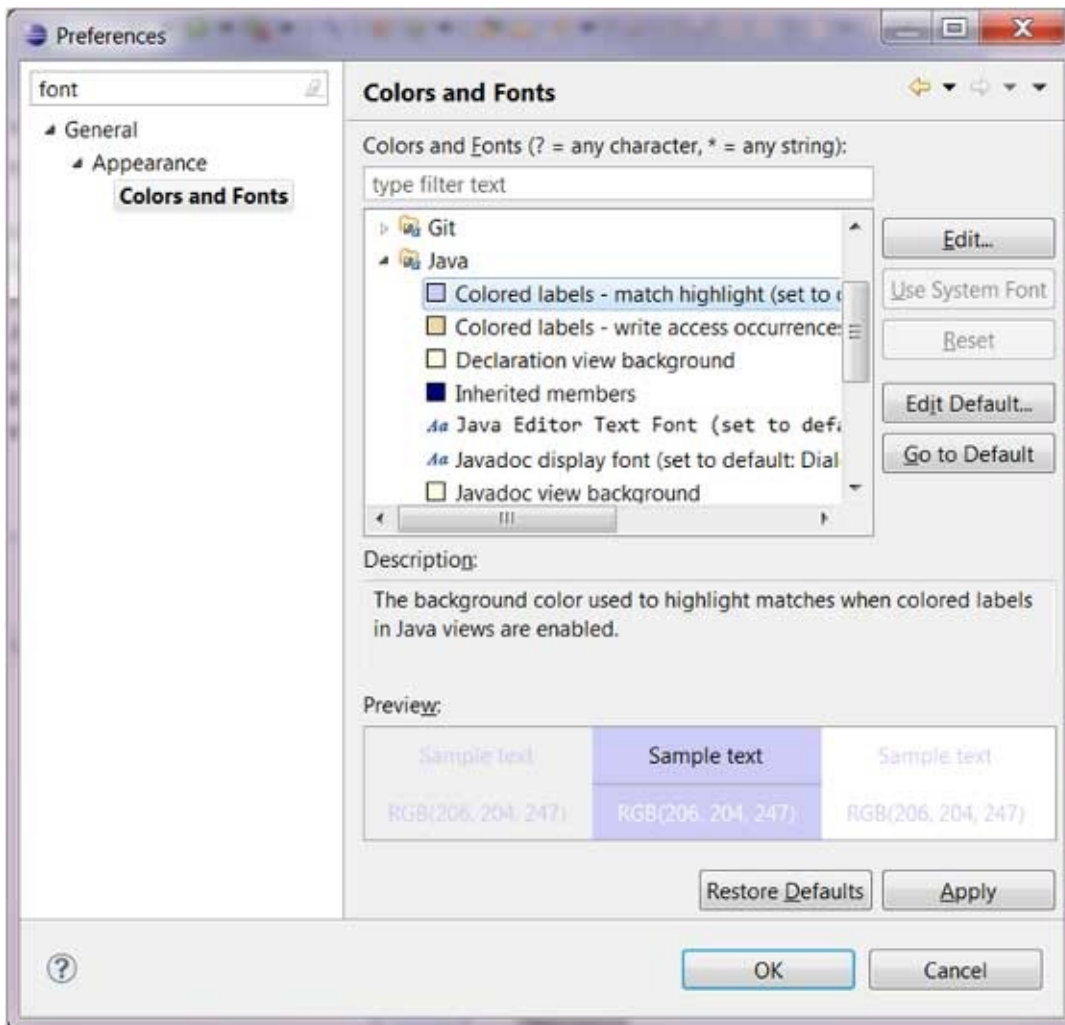 Preferences
font
General
Appearance
Colors and Fonts
Colors and Fonts
Colors and Fonts (? = any character, * = any string):
type filter text
Git
Java
Colored labels - match highlight (set to
Colored labels - write access occurrences
Declaration view background
Inherited members
Aa Java Editor Text Font (set to defa
Aa Javadoc display font (set to default: Dial
Javadoc view background
Edit...
Use System Font
Reset
Edit Default...
Go to Default
Description:
The background color used to highlight matches when colored labels
in Java views are enabled.
Preview:
Sample text Sample text Sample text
RGB(206, 204, 247) RGB(206, 204, 247) RGB(206, 204, 247)
Restore Defaults Apply
OK Cancel